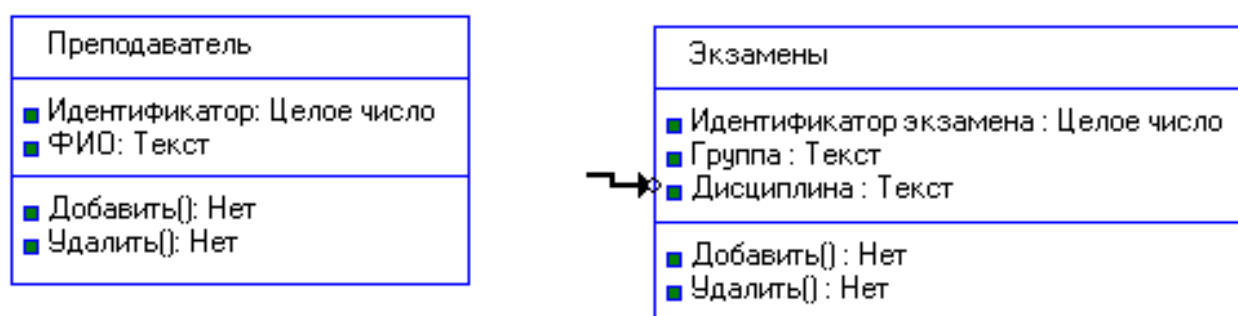 Преподаватель
Идентификатор: Целое число
ФИО: Текст
Добавить(): Нет
Удалить(): Нет
Экзамены
Идентификатор экзамена : Целое число
Группа : Текст
Дисциплина : Текст
Добавить() : Нет
Удалить() : Нет